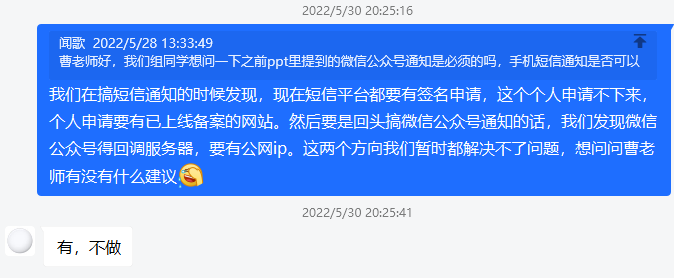 2022/5/30 20:25:16
闻歌 2022/5/28 13:33:49
曹老师好，我们组同学想问一下之前ppt里提到的微信公众号通知是必须的吗，手机短信通知是否可以
我们在搞短信通知的时候发现，现在短信平台都要有签名申请，这个个人申请不下来，
个人申请要有已上线备案的网站。然后要是回头搞微信公众号通知的话，我们发现微信
公众号得回调服务器，要有公网ip。这两个方向我们暂时都解决不了问题，想问问曹老
师有没有什么建议
2022/5/30 20:25:41
有，不做